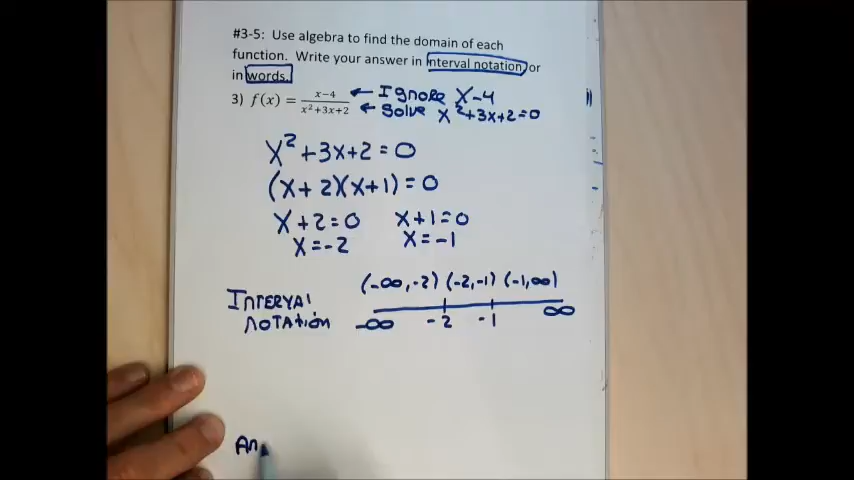 #3-5: Use algebra to find the domain of each
function. Write your answer in interval notation or
in words.
3) f(x) = x-4 / x²+3x+2 ← Ignore x-4
← Solve x²+3x+2=0
x²+3x+2=0
(x+2)(x+1)=0
x+2=0 x+1=0
x=-2 x=-1
(-∞,-2) (-2,-1) (-1,∞)
Interval
notation
-∞ -2 -1 ∞
An